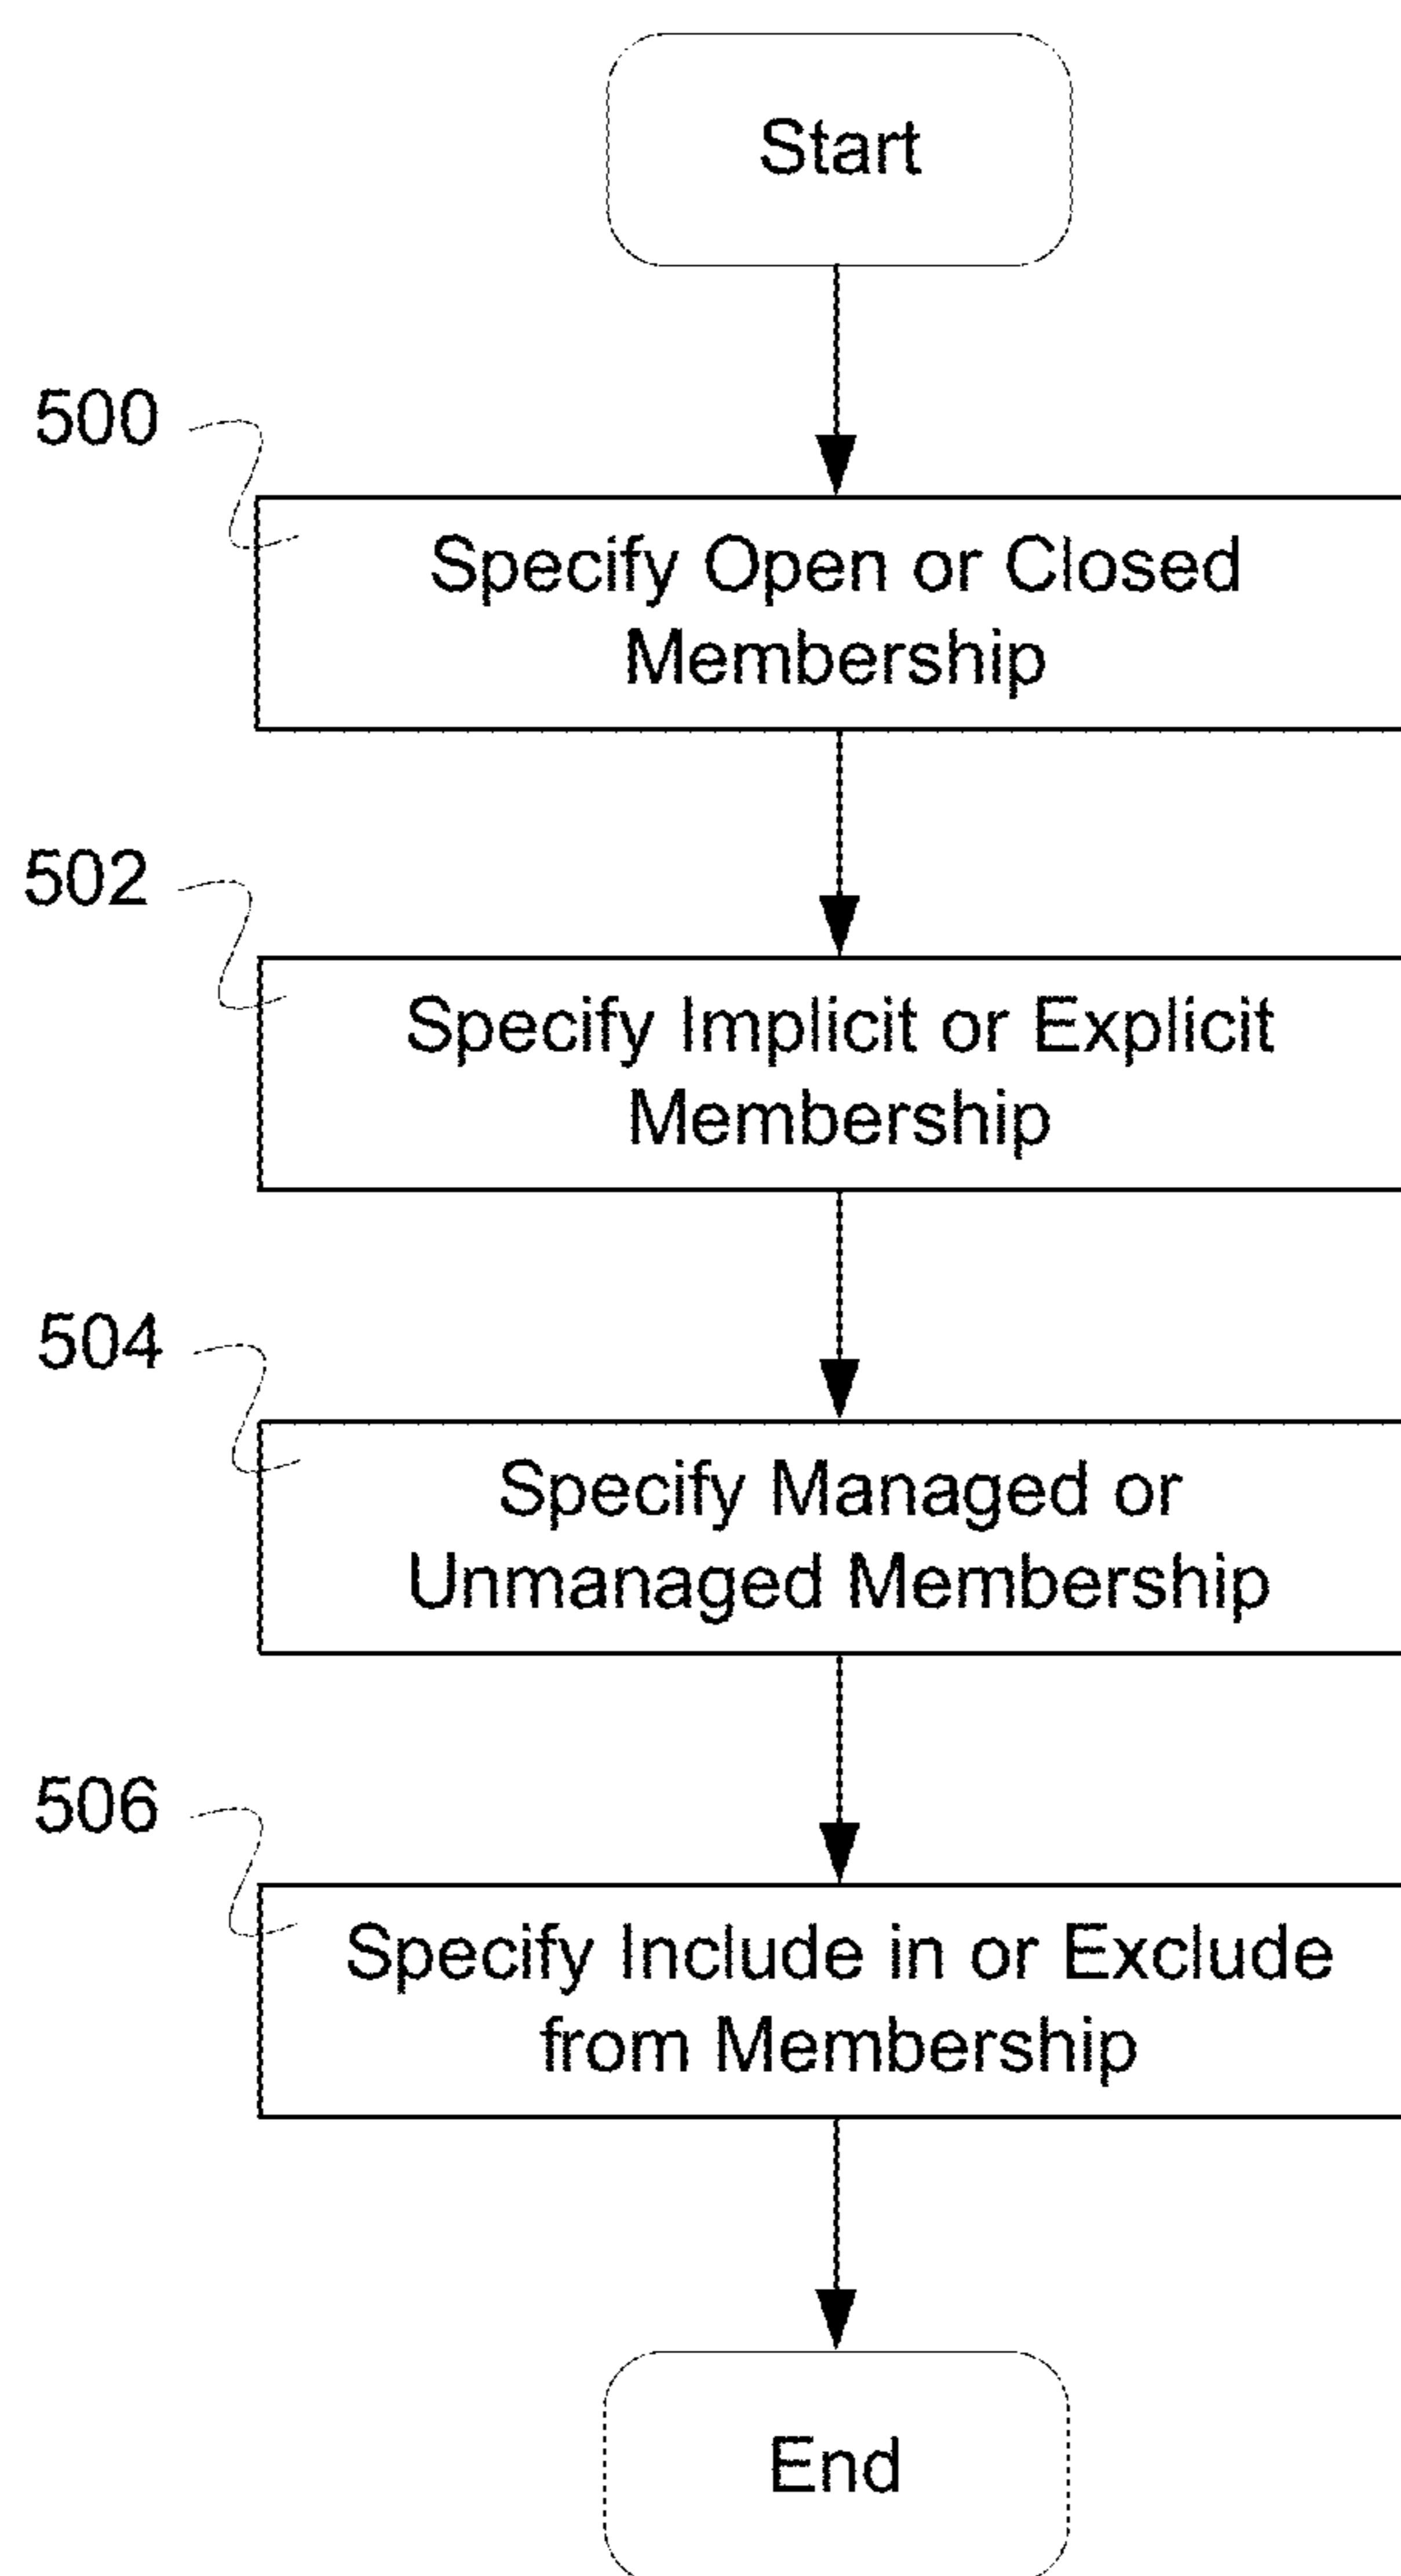 Start
500
Specify Open or Closed
Membership
502
Specify Implicit or Explicit
Membership
504
Specify Managed or
Unmanaged Membership
506
Specify Include in or Exclude
from Membership
End